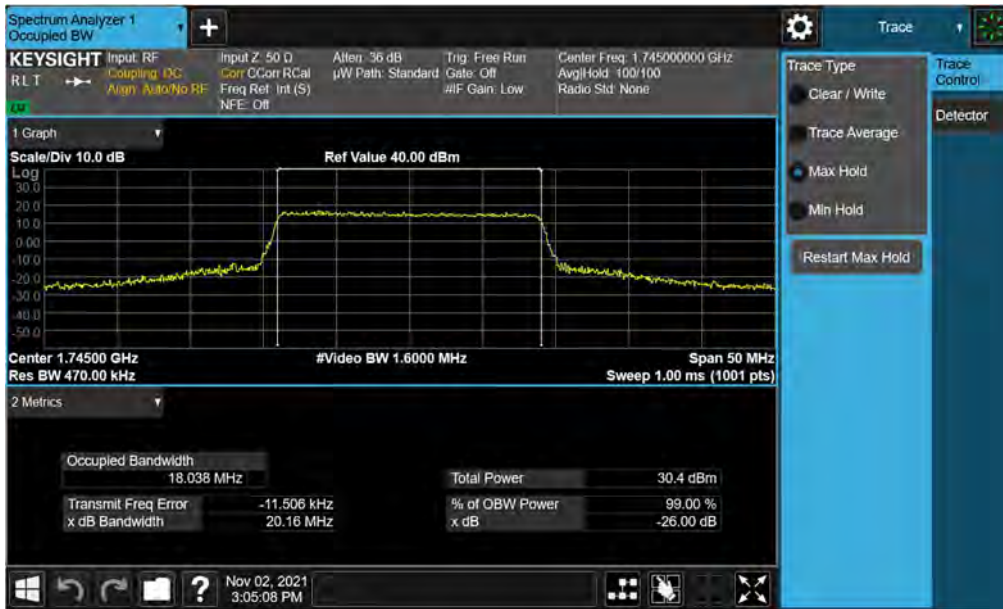 Spectrum Analyzer 1
Occupied BW
+
Trace
KEYSIGHT
RLT
Input: RF
Coupling: DC
Align: Auto/No RF
Input Z: 50 Ω
Corr CCorr RCal
Freq Ref: Int (S)
NFE: Off
Atten: 36 dB
µW Path: Standard
Trig: Free Run
Gate: Off
#IF Gain: Low
Center Freq: 1.745000000 GHz
Avg|Hold: 100/100
Radio Std: None
1 Graph
Scale/Div 10.0 dB
Ref Value 40.00 dBm
Log
30.0
20.0
10.0
0.00
-10.0
-20.0
-30.0
-40.0
-50.0
Center 1.74500 GHz
#Video BW 1.6000 MHz
Span 50 MHz
Res BW 470.00 kHz
Sweep 1.00 ms (1001 pts)
2 Metrics
Occupied Bandwidth
18.038 MHz
Total Power 30.4 dBm
Transmit Freq Error -11.506 kHz
% of OBW Power 99.00 %
x dB Bandwidth 20.16 MHz
x dB -26.00 dB
Trace Type
Clear / Write
Trace Average
Max Hold
Min Hold
Restart Max Hold
Trace
Control
Detector
?
Nov 02, 2021
3:05:08 PM